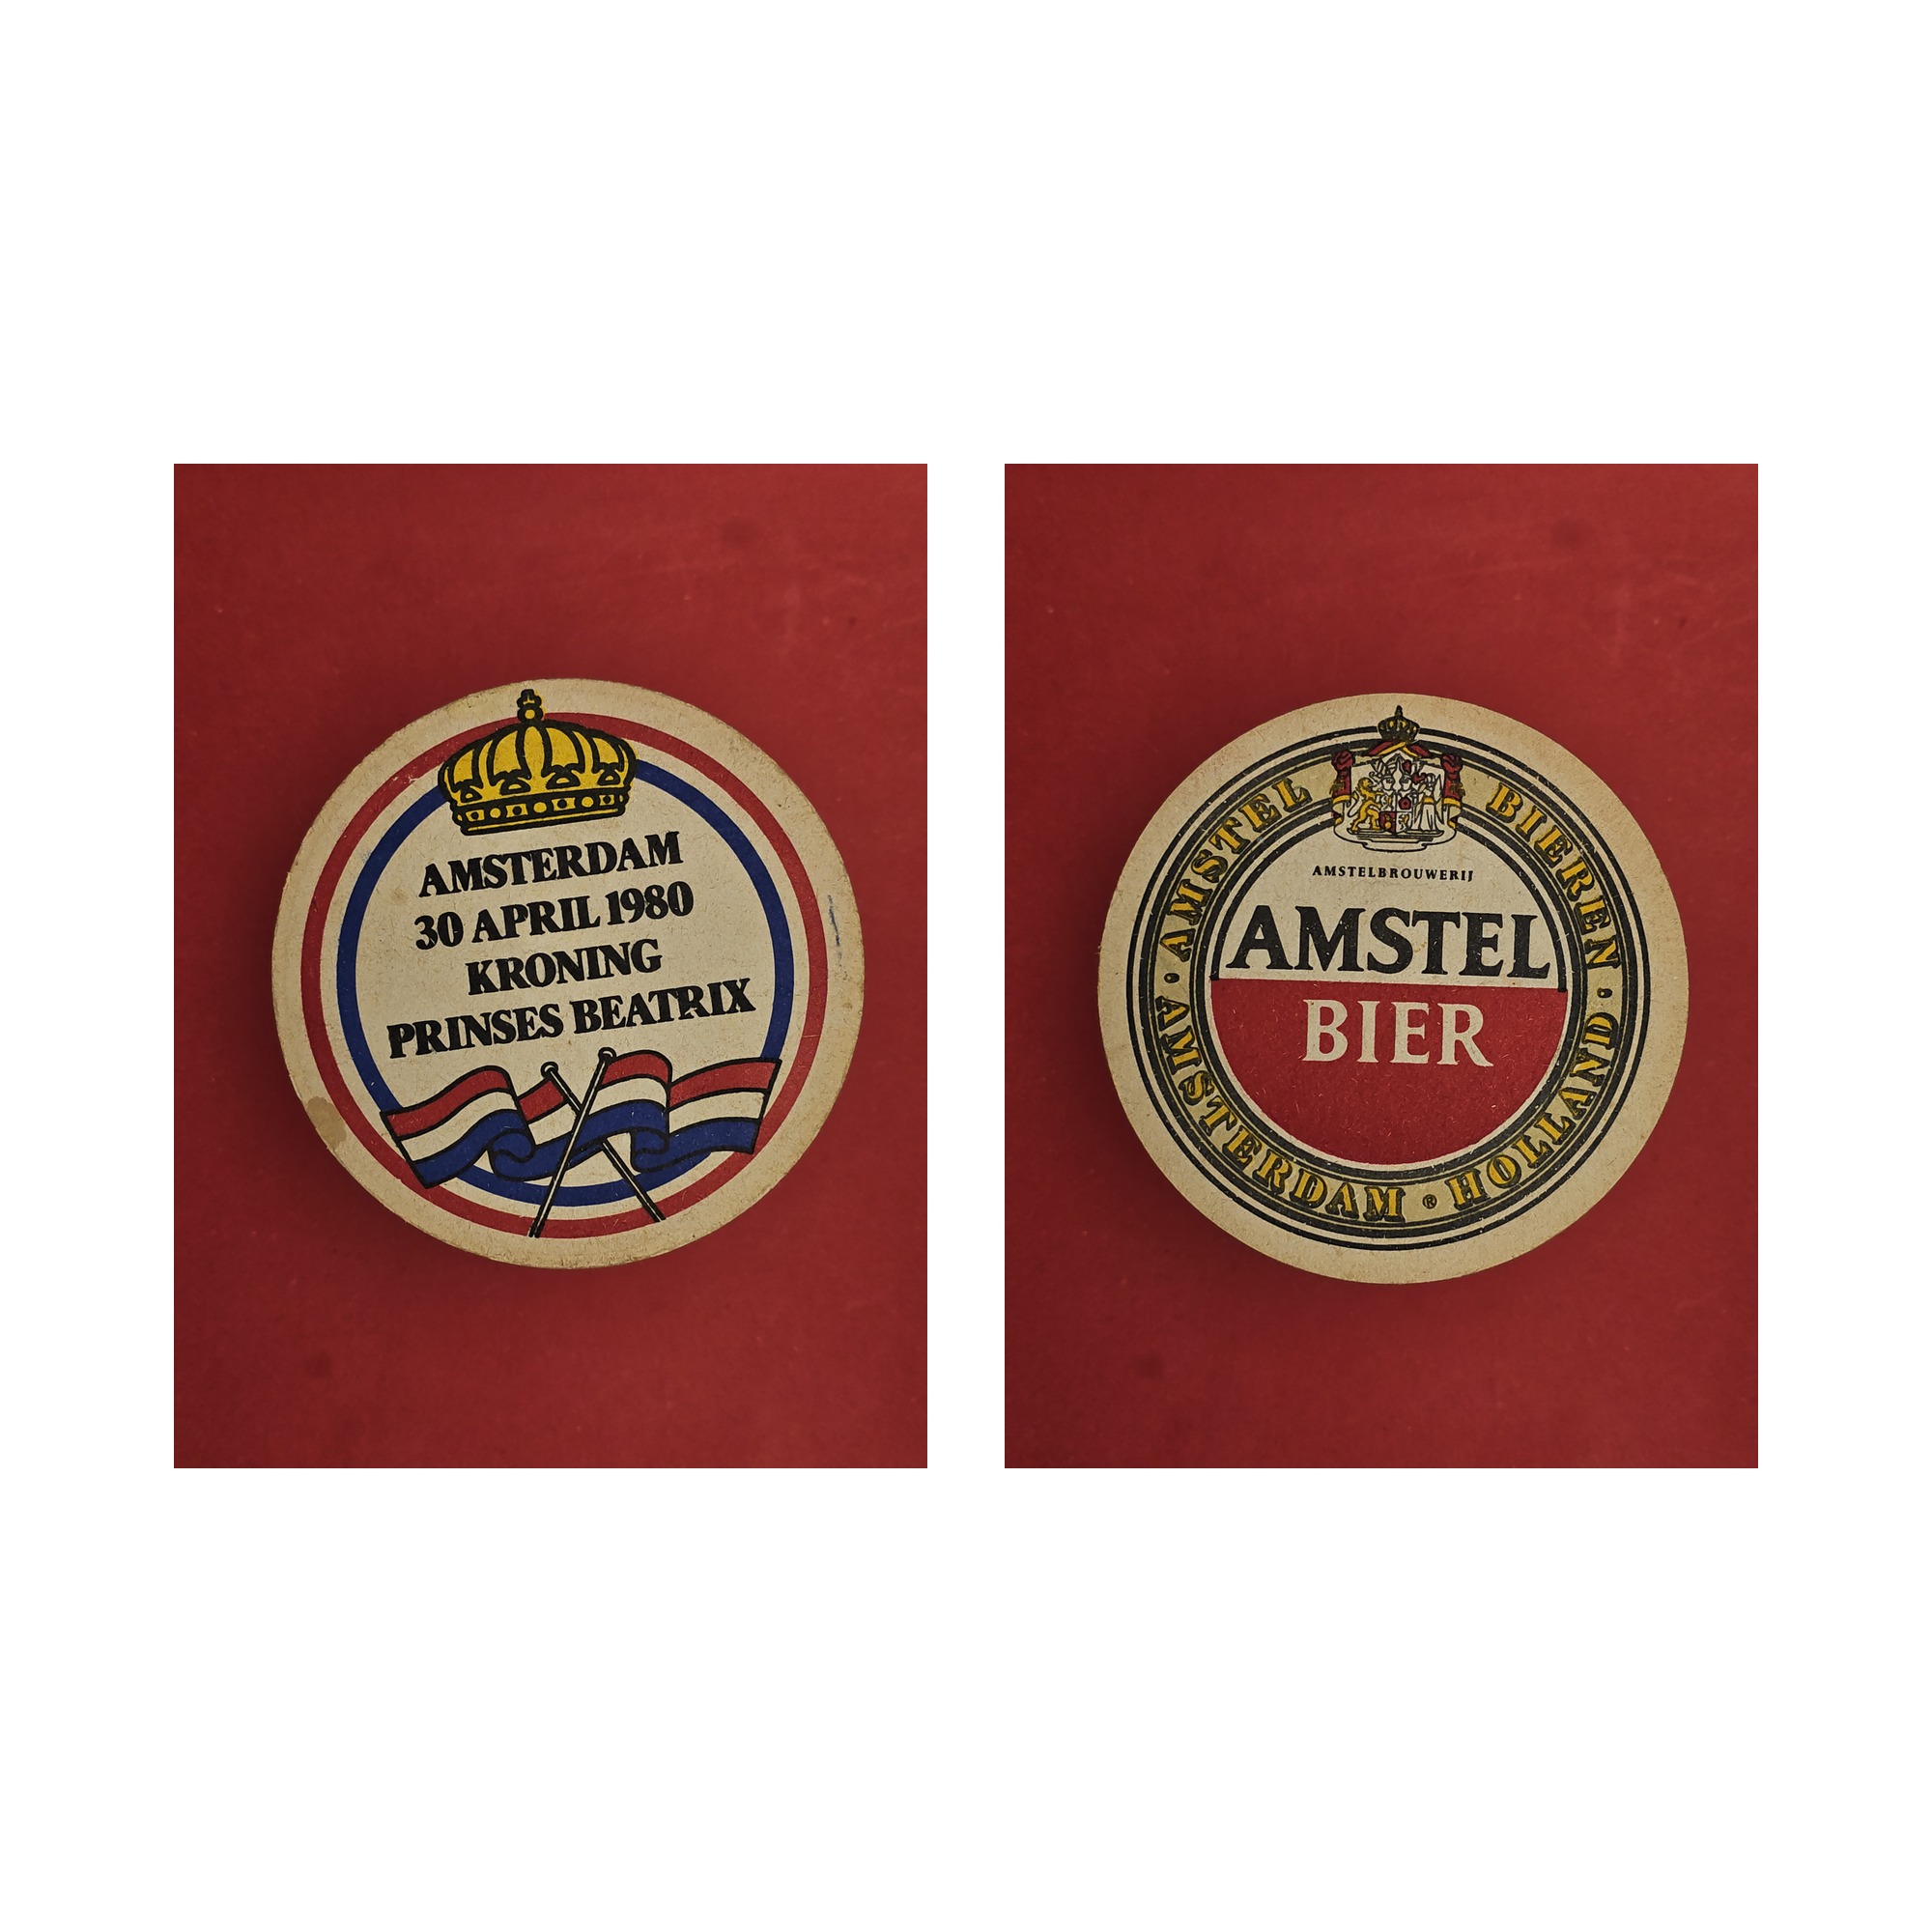 AMSTERDAM
30 APRIL 1980
KRONING
PRINSES BEATRIX
AMSTEL BIEREN · HOLLAND · ® AMSTERDAM ·
AMSTELBROUWERIJ
AMSTEL
BIER